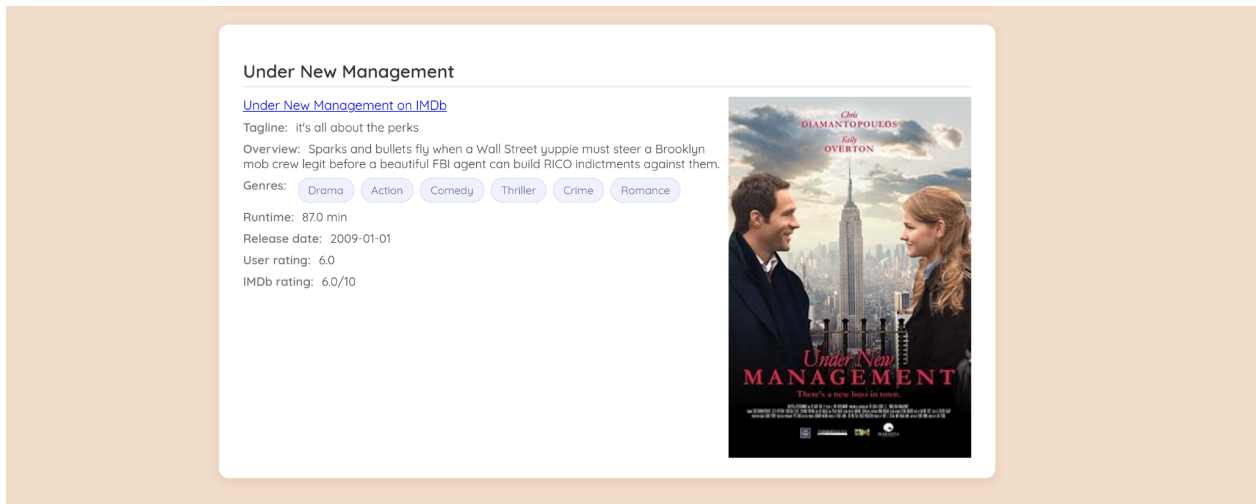 Under New Management
Under New Management on IMDb
Tagline: it's all about the perks
Overview: Sparks and bullets fly when a Wall Street yuppie must steer a Brooklyn
mob crew legit before a beautiful FBI agent can build RICO indictments against them.
Genres: Drama Action Comedy Thriller Crime Romance
Runtime: 87.0 min
Release date: 2009-01-01
User rating: 6.0
IMDb rating: 6.0/10
Chris
DIAMANTOPOULOS
Kelly
OVERTON
Under New
MANAGEMENT
There's a new boss in town.